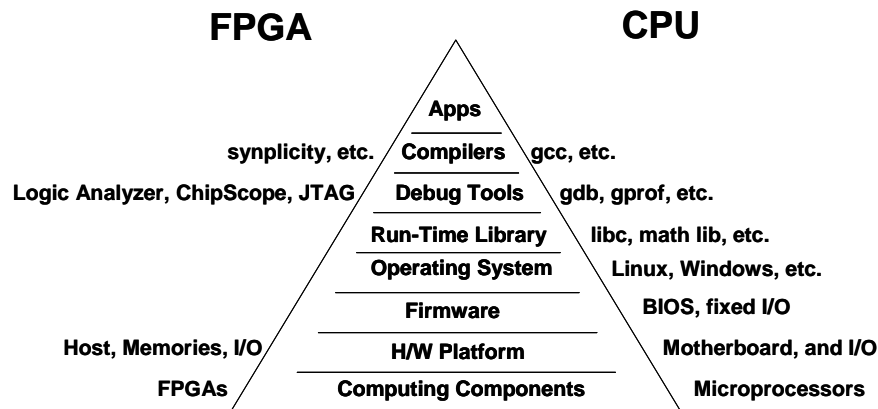 FPGA CPU
Apps
synplicity, etc. Compilers gcc, etc.
Logic Analyzer, ChipScope, JTAG Debug Tools gdb, gprof, etc.
Run-Time Library libc, math lib, etc.
Operating System Linux, Windows, etc.
Firmware BIOS, fixed I/O
Host, Memories, I/O H/W Platform Motherboard, and I/O
FPGAs Computing Components Microprocessors